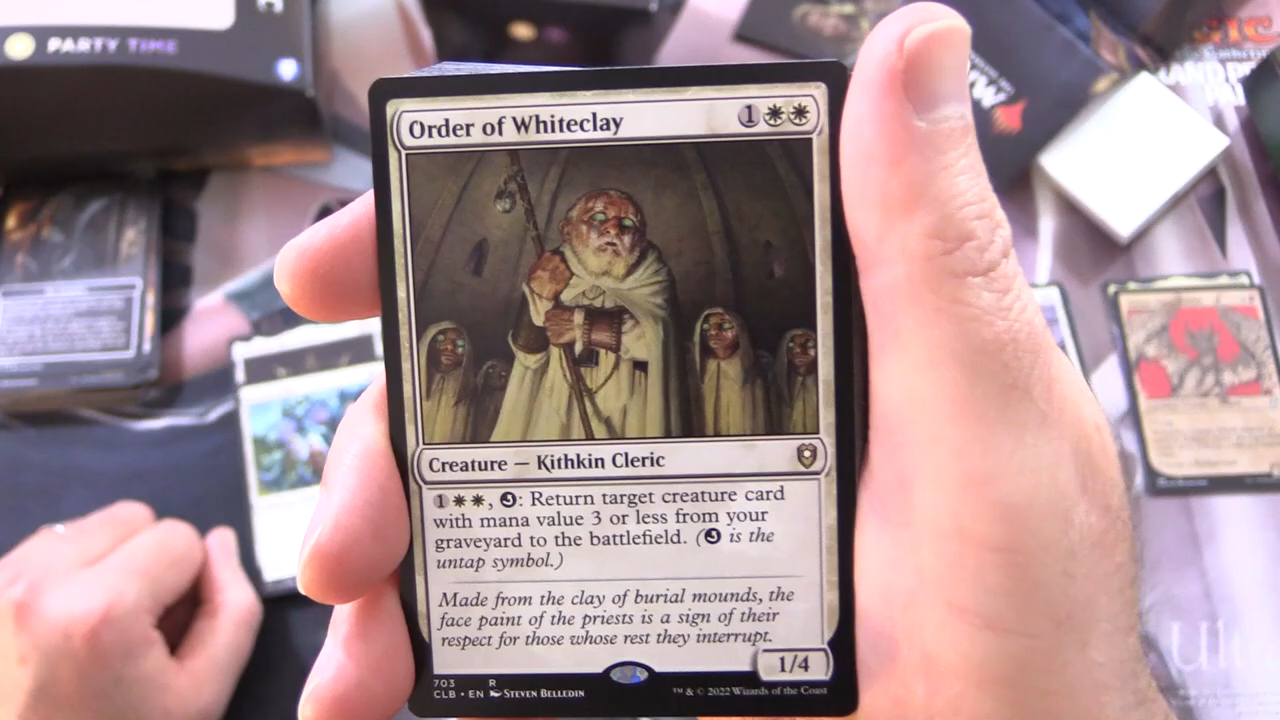 PARTY TIME
Order of Whiteclay 1
Creature — Kithkin Cleric
1, : Return target creature card
with mana value 3 or less from your
graveyard to the battlefield. ( is the
untap symbol.)
Made from the clay of burial mounds, the
face paint of the priests is a sign of their
respect for those whose rest they interrupt.
1/4
703 R
CLB • EN STEVEN BELLEDIN
™ & © 2022 Wizards of the Coast